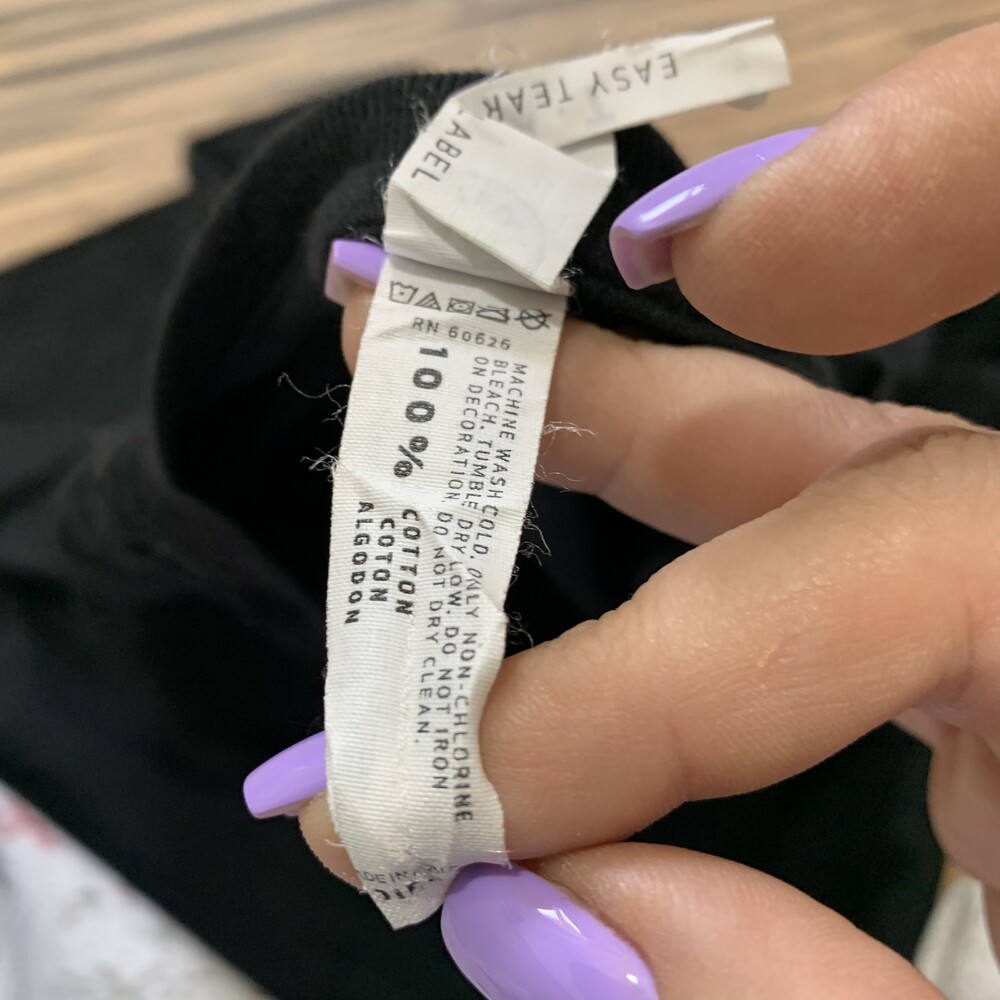 EASY TEAR
LABEL
RN 60626
MACHINE WASH COLD. ONLY NON-CHLORINE
BLEACH. TUMBLE DRY LOW. DO NOT IRON
ON DECORATION. DO NOT DRY CLEAN.
100% COTTON
COTON
ALGODON